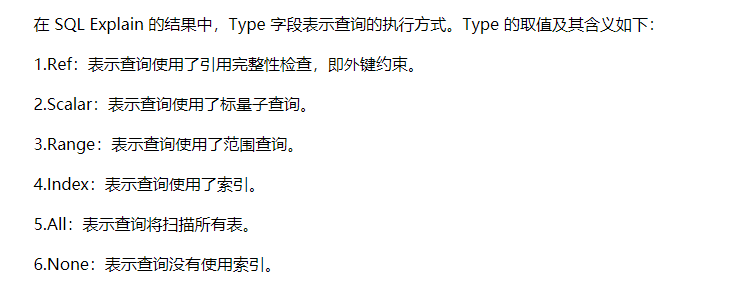 在 SQL Explain 的结果中，Type 字段表示查询的执行方式。Type 的取值及其含义如下：
1.Ref：表示查询使用了引用完整性检查，即外键约束。
2.Scalar：表示查询使用了标量子查询。
3.Range：表示查询使用了范围查询。
4.Index：表示查询使用了索引。
5.All：表示查询将扫描所有表。
6.None：表示查询没有使用索引。